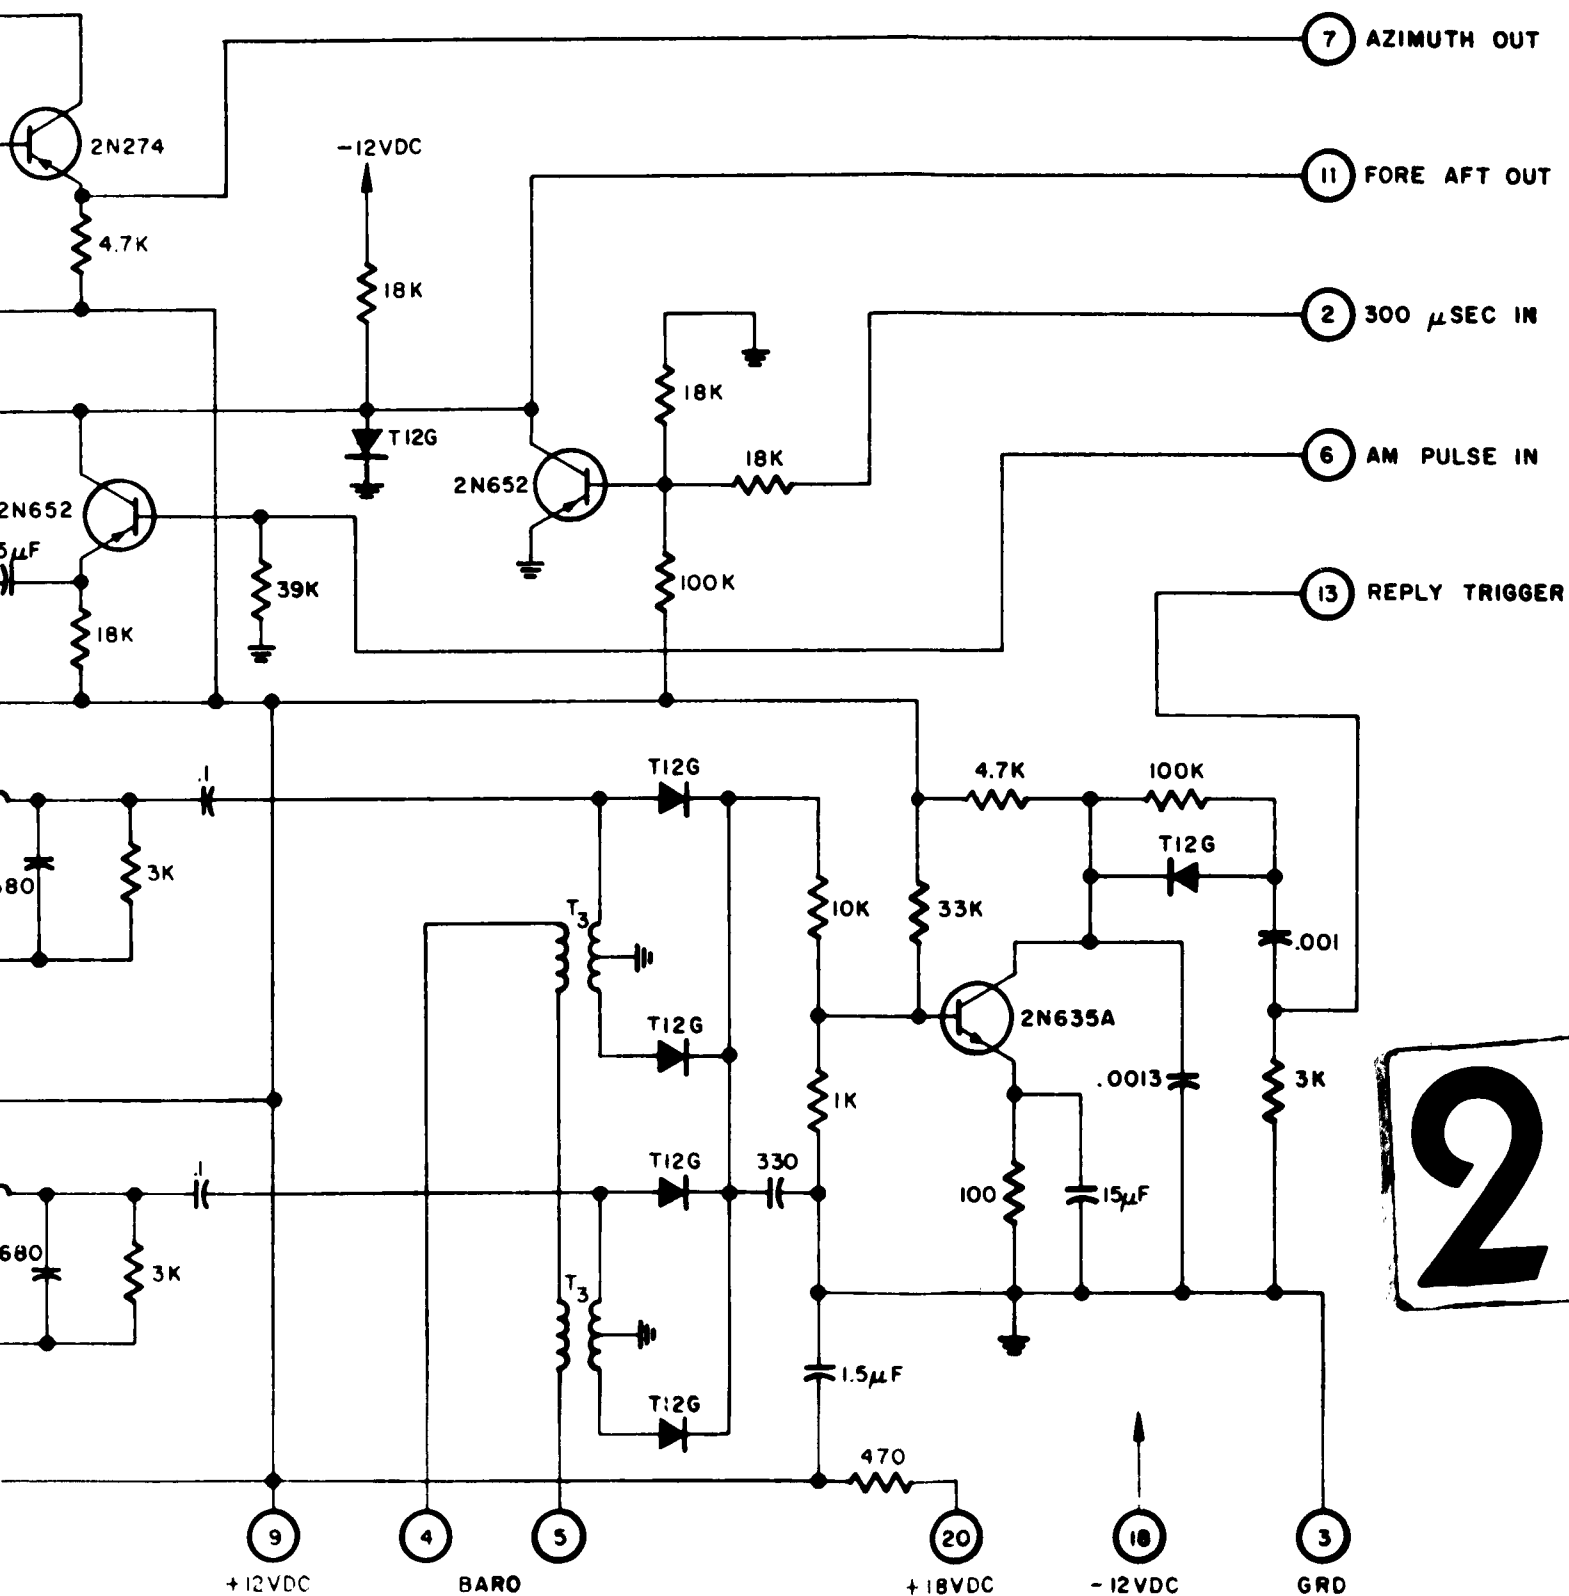 7 AZIMUTH OUT
2N274
-12VDC
11 FORE AFT OUT
4.7K
18K
2 300 μSEC IN
18K
T12G
18K
6 AM PULSE IN
2N652
2N652
5μF
39K
100K
13 REPLY TRIGGER
18K
.1
T12G
4.7K
100K
T12G
680
3K
T3
10K
33K
.001
T12G
2N635A
.0013
3K
1K
2
.1
T12G
330
100
15μF
680
3K
T3
1.5μF
T12G
470
9
4
5
20
18
3
+12VDC
BARO
+18VDC
-12VDC
GRD